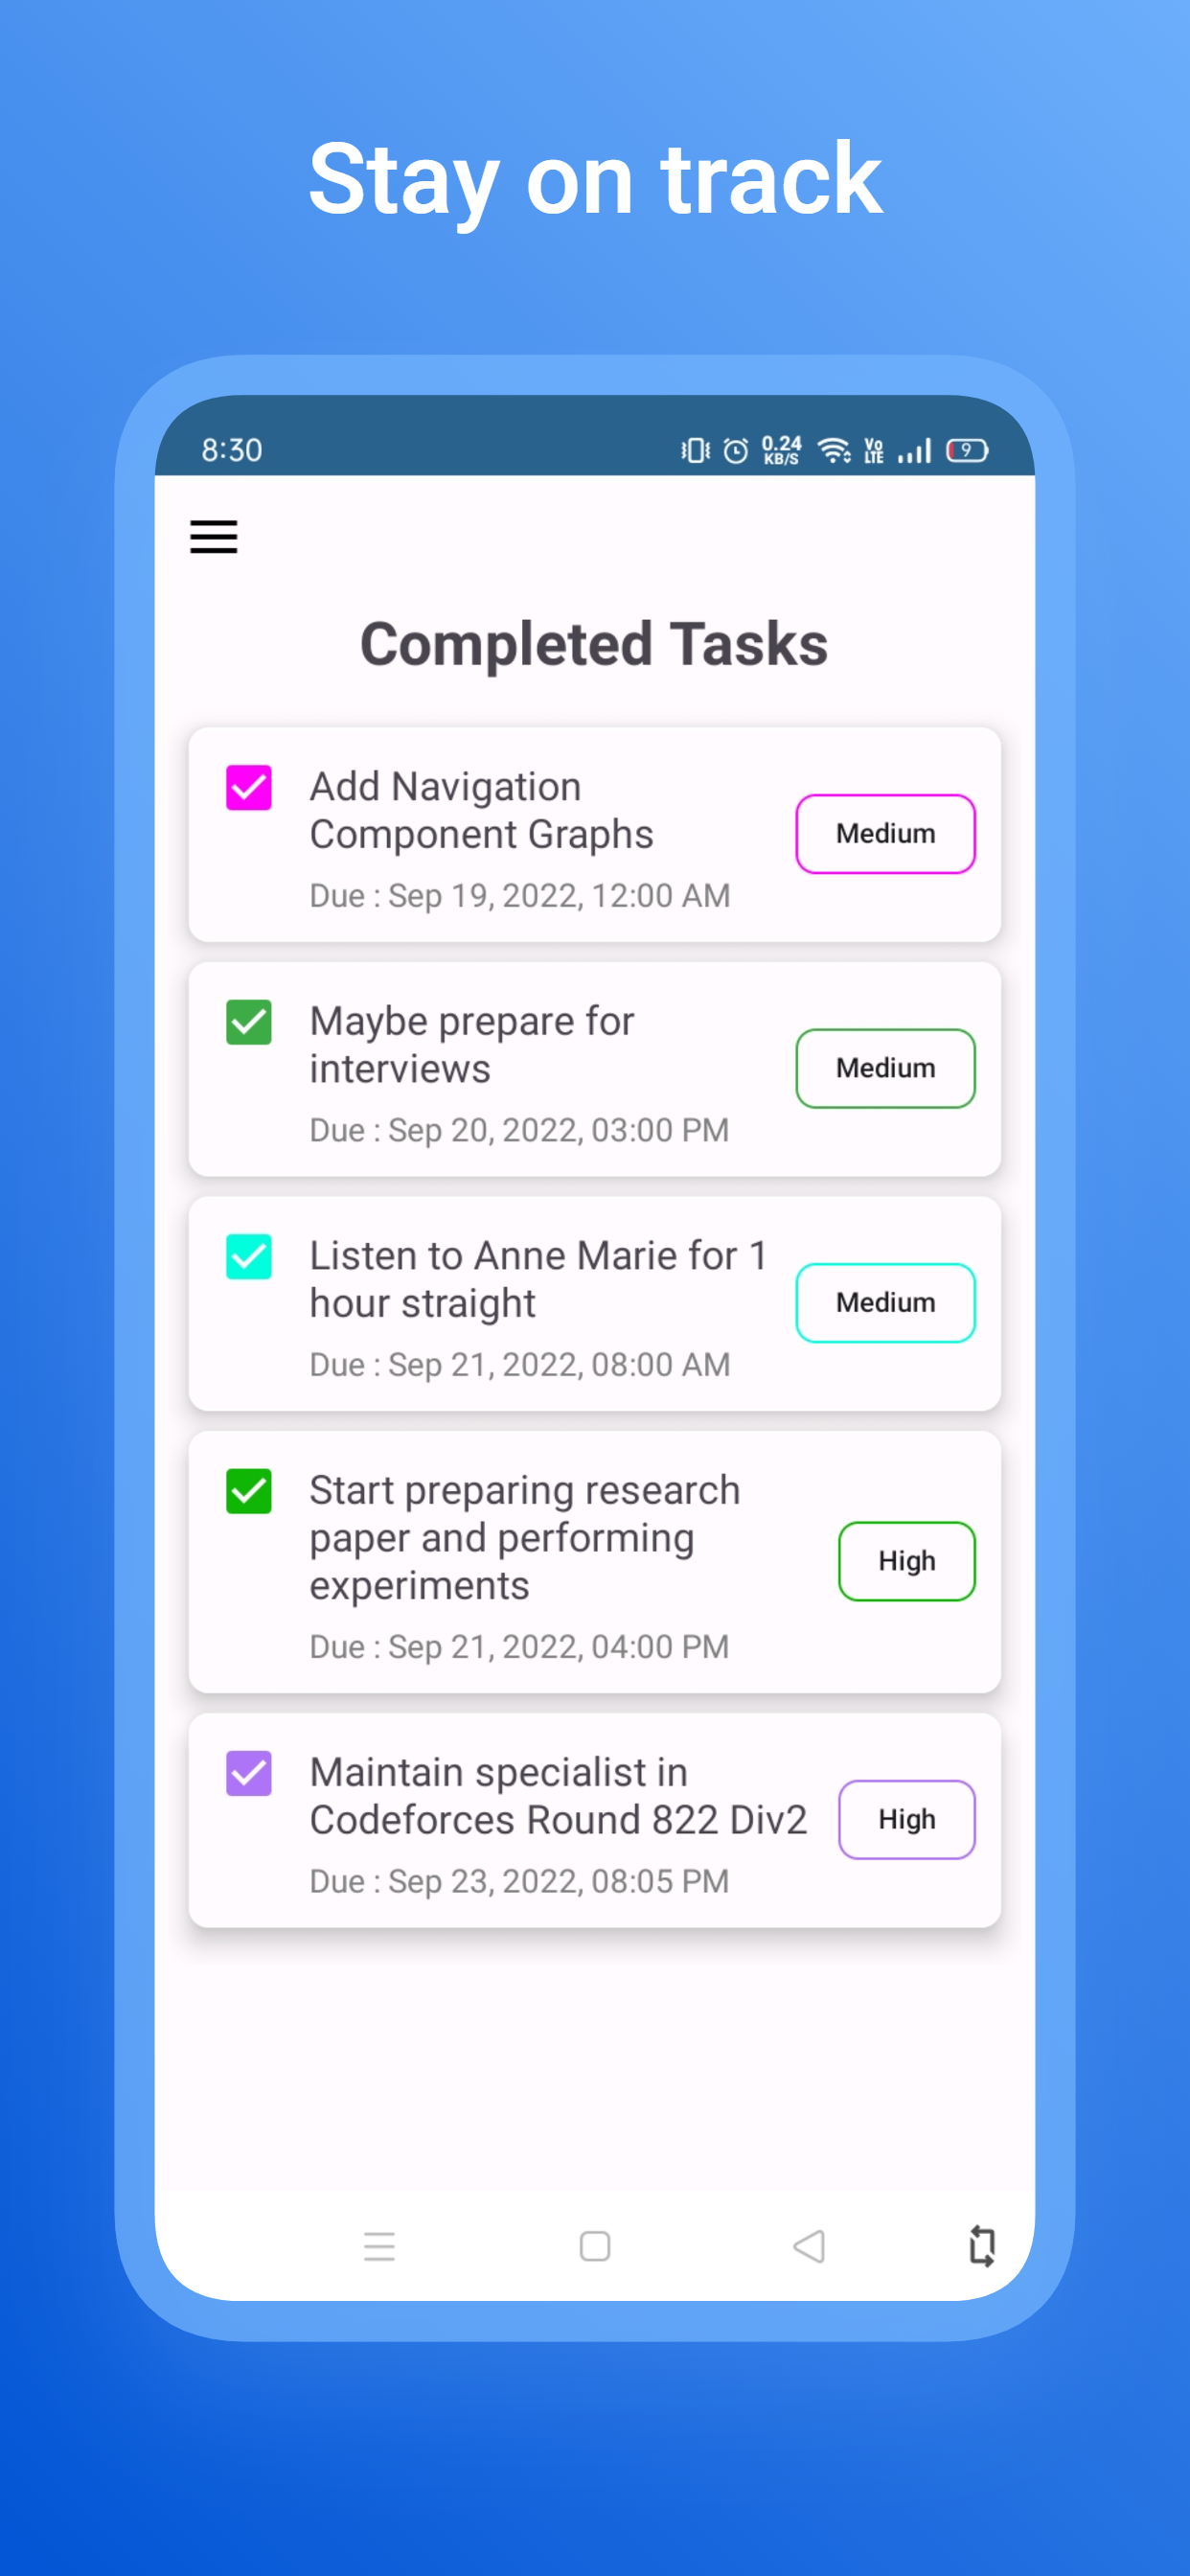 Stay on track
8:30
0.24
KB/S
Vo
LTE
9
Completed Tasks
Add Navigation
Component Graphs
Medium
Due : Sep 19, 2022, 12:00 AM
Maybe prepare for
interviews
Medium
Due : Sep 20, 2022, 03:00 PM
Listen to Anne Marie for 1
hour straight
Medium
Due : Sep 21, 2022, 08:00 AM
Start preparing research
paper and performing
experiments
High
Due : Sep 21, 2022, 04:00 PM
Maintain specialist in
Codeforces Round 822 Div2
High
Due : Sep 23, 2022, 08:05 PM